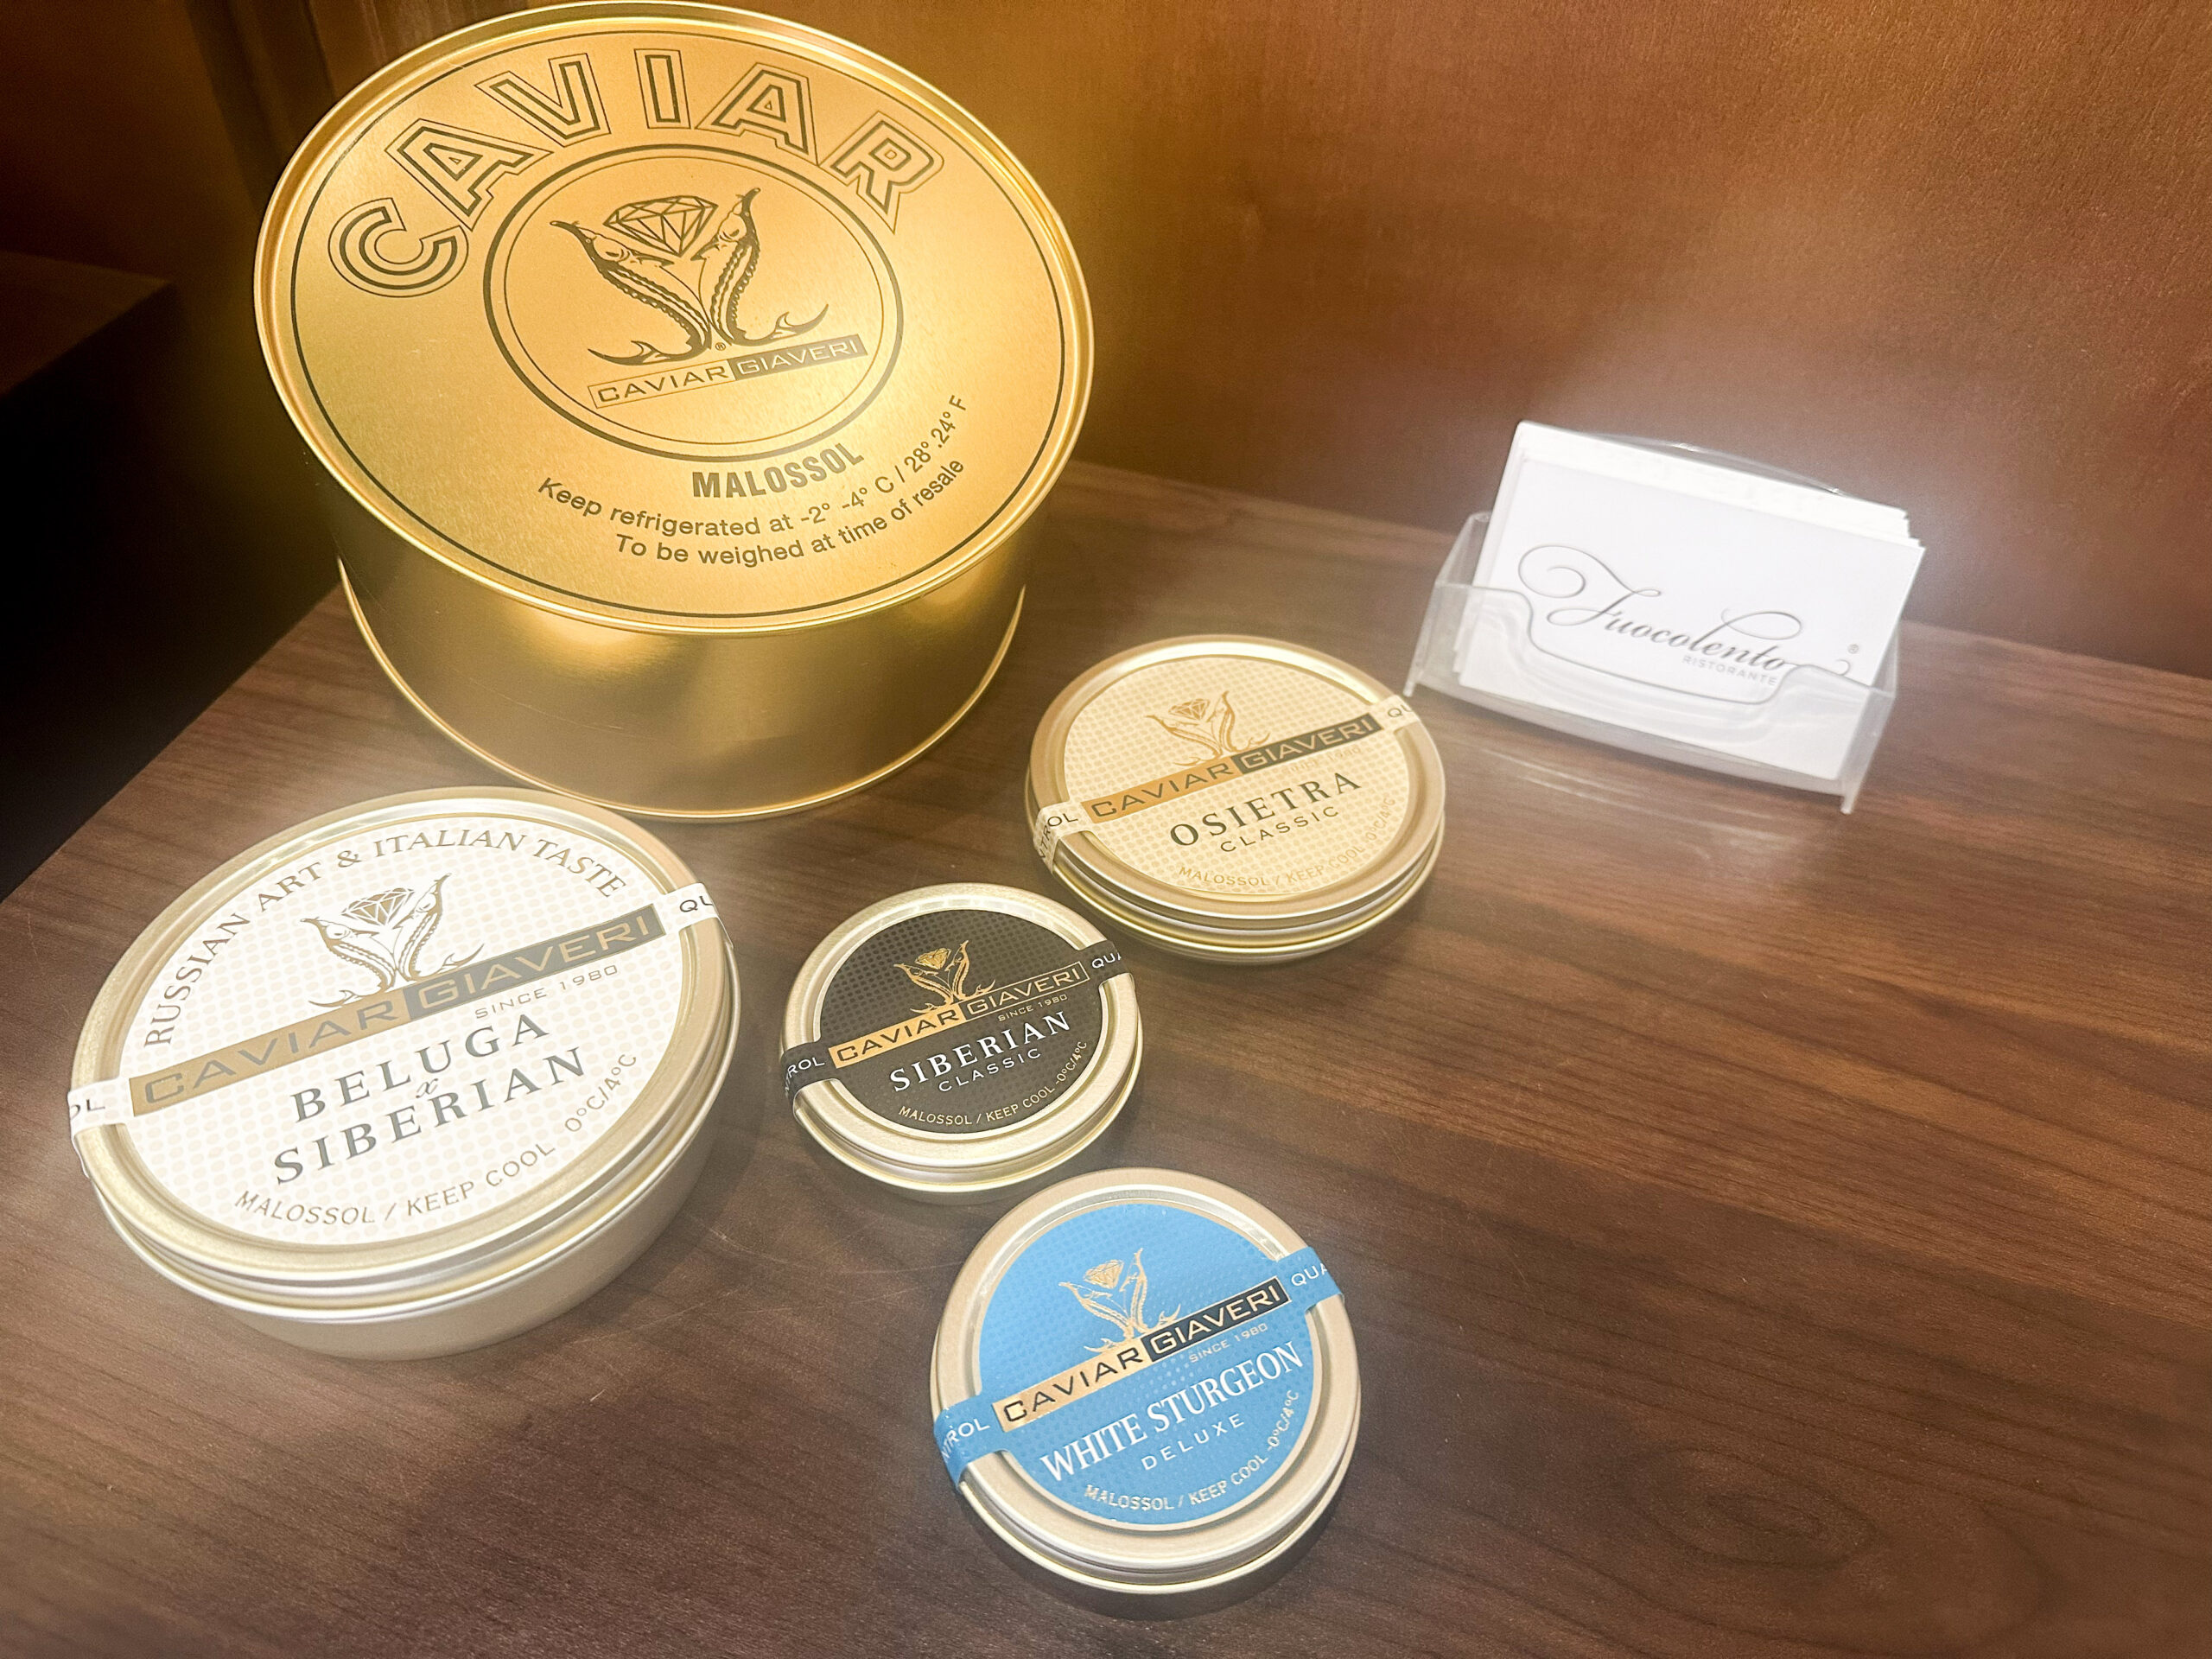 CAVIAR
®
CAVIAR GIAVERI
MALOSSOL
Keep refrigerated at -2° -4° C / 28° .24° F
To be weighed at time of resale
Fuocolento ®
RISTORANTE
CAVIAR GIAVERI
OSIETRA
CLASSIC
MALOSSOL / KEEP COOL -0°C/4°C
RUSSIAN ART & ITALIAN TASTE
CAVIAR GIAVERI
SINCE 1980
BELUGA
x
SIBERIAN
MALOSSOL / KEEP COOL 0°C/4°C
CAVIAR GIAVERI
SINCE 1980
SIBERIAN
CLASSIC
MALOSSOL / KEEP COOL -0°C/4°C
CAVIAR GIAVERI
SINCE 1980
WHITE STURGEON
DELUXE
MALOSSOL / KEEP COOL -0°C/4°C